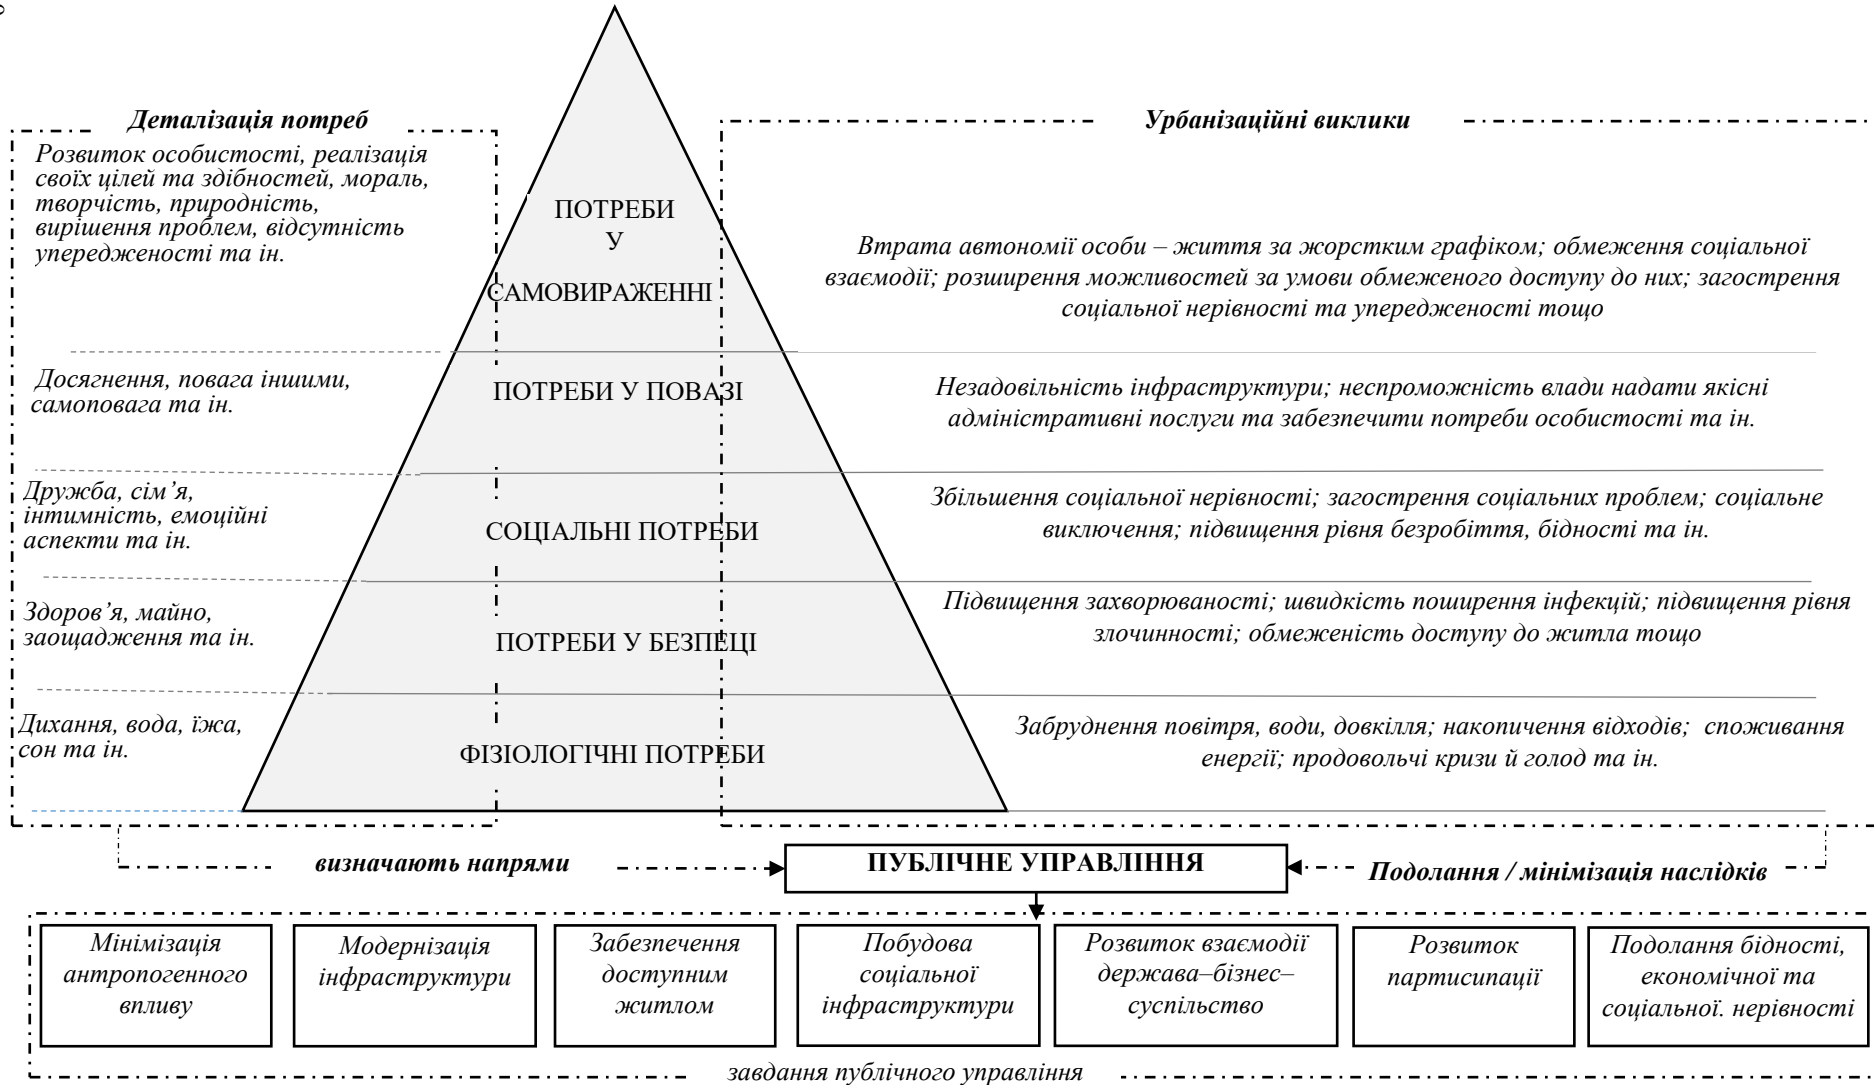 Деталізація потреб
Розвиток особистості, реалізація
своїх цілей та здібностей, мораль,
творчість, природність,
вирішення проблем, відсутність
упередженості та ін.
Досягнення, повага іншими,
самоповага та ін.
Дружба, сім’я,
інтимність, емоційні
аспекти та ін.
Здоров’я, майно,
заощадження та ін.
Дихання, вода, їжа,
сон та ін.
ПОТРЕБИ
У
САМОВИРАЖЕННІ
ПОТРЕБИ У ПОВАЗІ
СОЦІАЛЬНІ ПОТРЕБИ
ПОТРЕБИ У БЕЗПЕЦІ
ФІЗІОЛОГІЧНІ ПОТРЕБИ
Урбанізаційні виклики
Втрата автономії особи – життя за жорстким графіком; обмеження соціальної
взаємодії; розширення можливостей за умови обмеженого доступу до них; загострення
соціальної нерівності та упередженості тощо
Незадовільність інфраструктури; неспроможність влади надати якісні
адміністративні послуги та забезпечити потреби особистості та ін.
Збільшення соціальної нерівності; загострення соціальних проблем; соціальне
виключення; підвищення рівня безробіття, бідності та ін.
Підвищення захворюваності; швидкість поширення інфекцій; підвищення рівня
злочинності; обмеженість доступу до житла тощо
Забруднення повітря, води, довкілля; накопичення відходів; споживання
енергії; продовольчі кризи й голод та ін.
визначають напрями
ПУБЛІЧНЕ УПРАВЛІННЯ
Подолання / мінімізація наслідків
Мінімізація
антропогенного
впливу
Модернізація
інфраструктури
Забезпечення
доступним
житлом
Побудова
соціальної
інфраструктури
Розвиток взаємодії
держава–бізнес–
суспільство
Розвиток
партисипації
Подолання бідності,
економічної та
соціальної. нерівності
завдання публічного управління